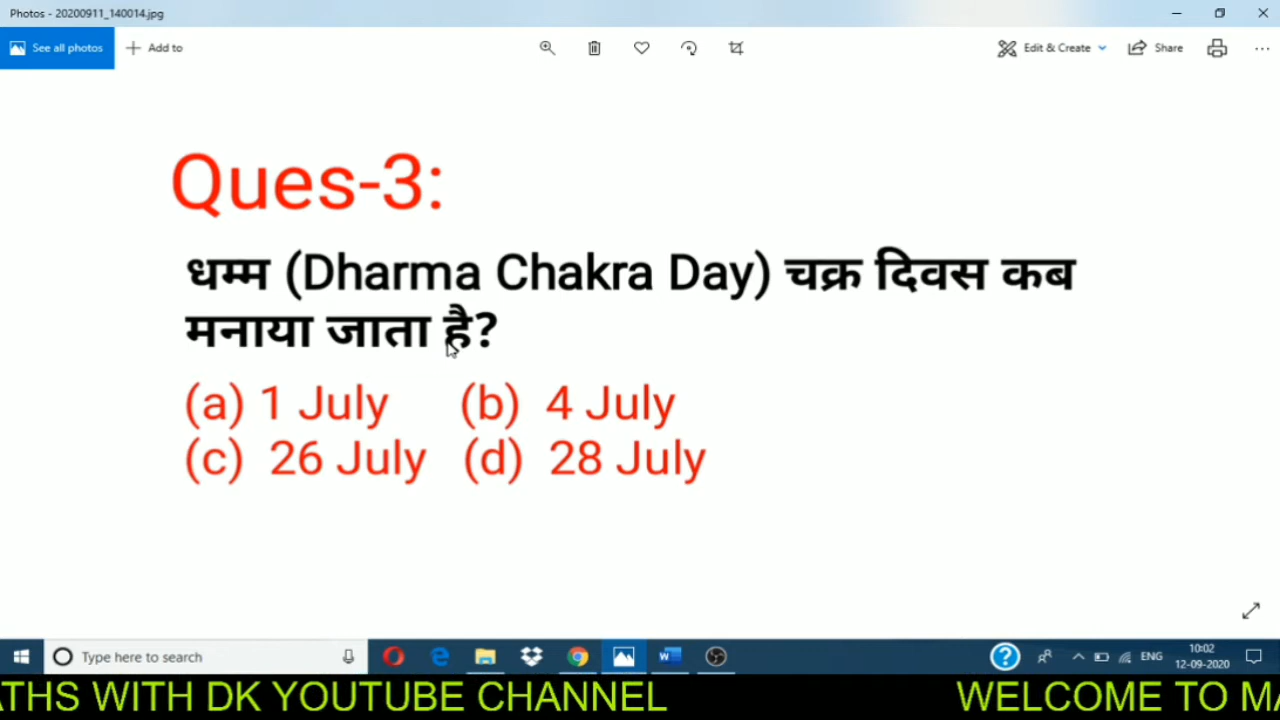 Photos - 20200911_140014.jpg
See all photos + Add to Edit & Create Share
Ques-3:
धम्म (Dharma Chakra Day) चक्र दिवस कब
मनाया जाता है?
(a) 1 July (b) 4 July
(c) 26 July (d) 28 July
Type here to search ENG 10:02
12-09-2020
ATHS WITH DK YOUTUBE CHANNEL WELCOME TO MA